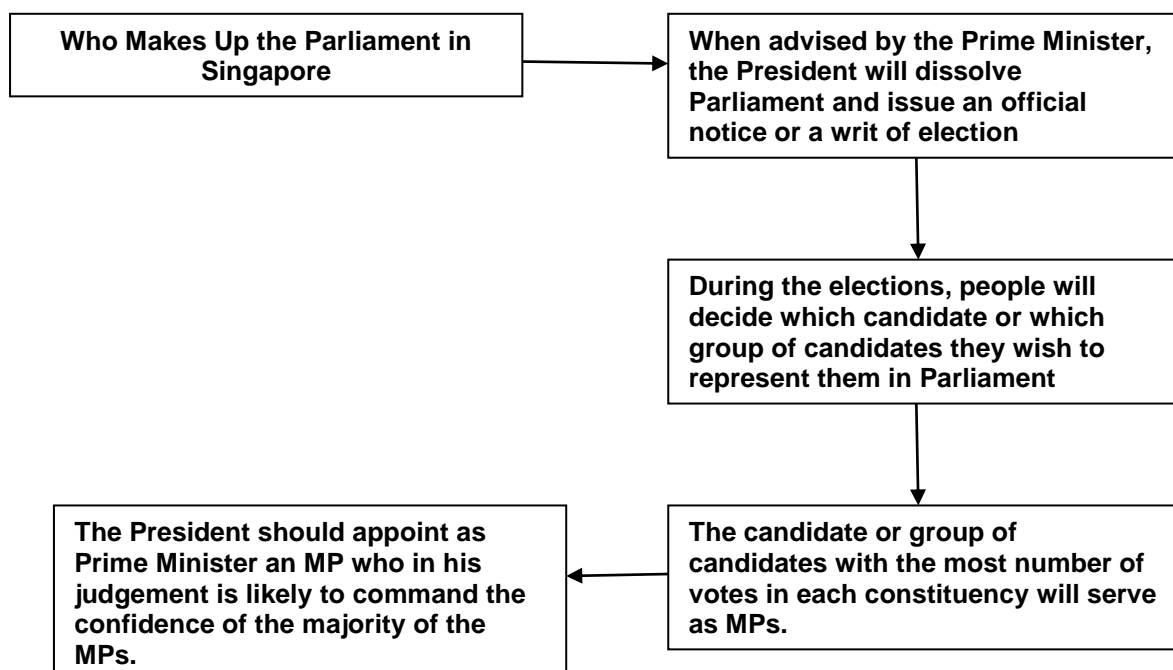 Who Makes Up the Parliament in
Singapore
When advised by the Prime Minister,
the President will dissolve
Parliament and issue an official
notice or a writ of election
During the elections, people will
decide which candidate or which
group of candidates they wish to
represent them in Parliament
The candidate or group of
candidates with the most number of
votes in each constituency will serve
as MPs.
The President should appoint as
Prime Minister an MP who in his
judgement is likely to command the
confidence of the majority of the
MPs.